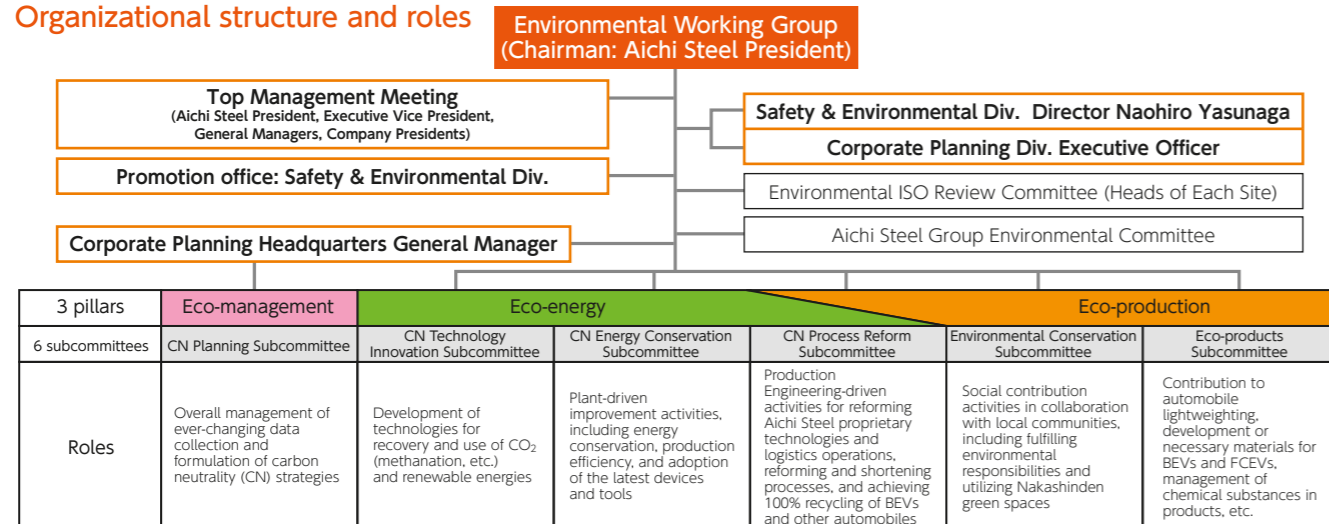 Organizational structure and roles
Environmental Working Group
(Chairman: Aichi Steel President)
Top Management Meeting
(Aichi Steel President, Executive Vice President,
General Managers, Company Presidents)
Promotion office: Safety & Environmental Div.
Corporate Planning Headquarters General Manager
Safety & Environmental Div. Director Naohiro Yasunaga
Corporate Planning Div. Executive Officer
Environmental ISO Review Committee (Heads of Each Site)
Aichi Steel Group Environmental Committee
3 pillars
Eco-management
Eco-energy
Eco-production
6 subcommittees
CN Planning Subcommittee
CN Technology
Innovation Subcommittee
CN Energy Conservation
Subcommittee
CN Process Reform
Subcommittee
Environmental Conservation
Subcommittee
Eco-products
Subcommittee
Roles
Overall management of
ever-changing data
collection and
formulation of carbon
neutrality (CN) strategies
Development of
technologies for
recovery and use of CO₂
(methanation, etc.)
and renewable energies
Plant-driven
improvement activities,
including energy
conservation, production
efficiency, and adoption
of the latest devices
and tools
Production
Engineering-driven
activities for reforming
Aichi Steel proprietary
technologies and
logistics operations,
reforming and shortening
processes, and achieving
100% recycling of BEVs
and other automobiles
Social contribution
activities in collaboration
with local communities,
including fulfilling
environmental
responsibilities and
utilizing Nakashinden
green spaces
Contribution to
automobile
lightweighting,
development or
necessary materials for
BEVs and FCEVs,
management of
chemical substances in
products, etc.